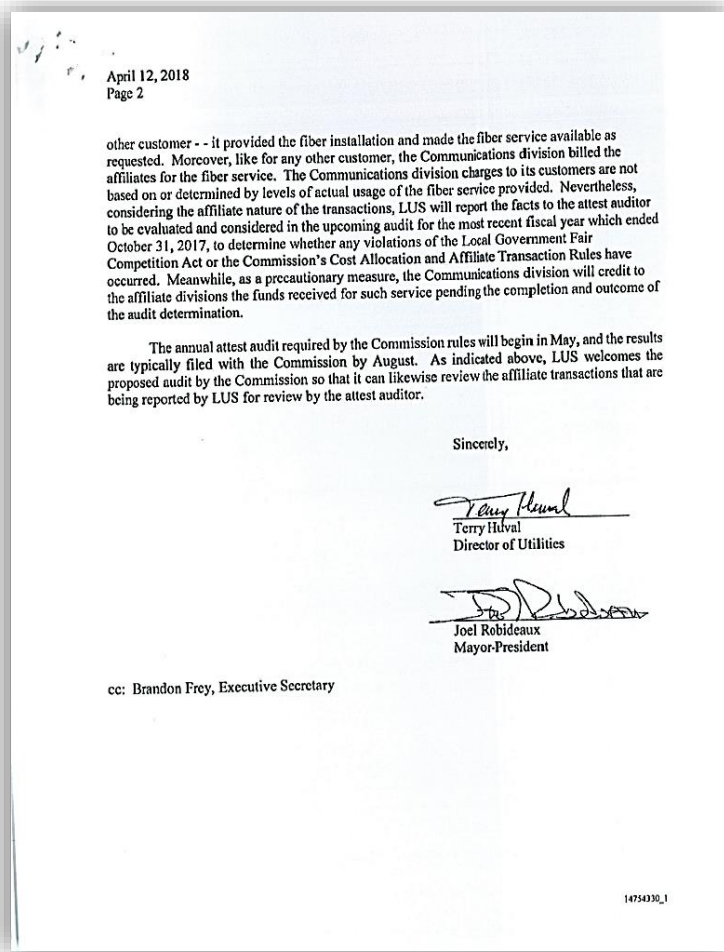 April 12, 2018
Page 2
other customer - - it provided the fiber installation and made the fiber service available as
requested. Moreover, like for any other customer, the Communications division billed the
affiliates for the fiber service. The Communications division charges to its customers are not
based on or determined by levels of actual usage of the fiber service provided. Nevertheless,
considering the affiliate nature of the transactions, LUS will report the facts to the attest auditor
to be evaluated and considered in the upcoming audit for the most recent fiscal year which ended
October 31, 2017, to determine whether any violations of the Local Government Fair
Competition Act or the Commission's Cost Allocation and Affiliate Transaction Rules have
occurred. Meanwhile, as a precautionary measure, the Communications division will credit to
the affiliate divisions the funds received for such service pending the completion and outcome of
the audit determination.
The annual attest audit required by the Commission rules will begin in May, and the results
are typically filed with the Commission by August. As indicated above, LUS welcomes the
proposed audit by the Commission so that it can likewise review the affiliate transactions that are
being reported by LUS for review by the attest auditor.
Sincerely,
Terry Huval
Terry Huval
Director of Utilities
Joel Robideaux
Mayor-President
cc: Brandon Frey, Executive Secretary
14754330_1